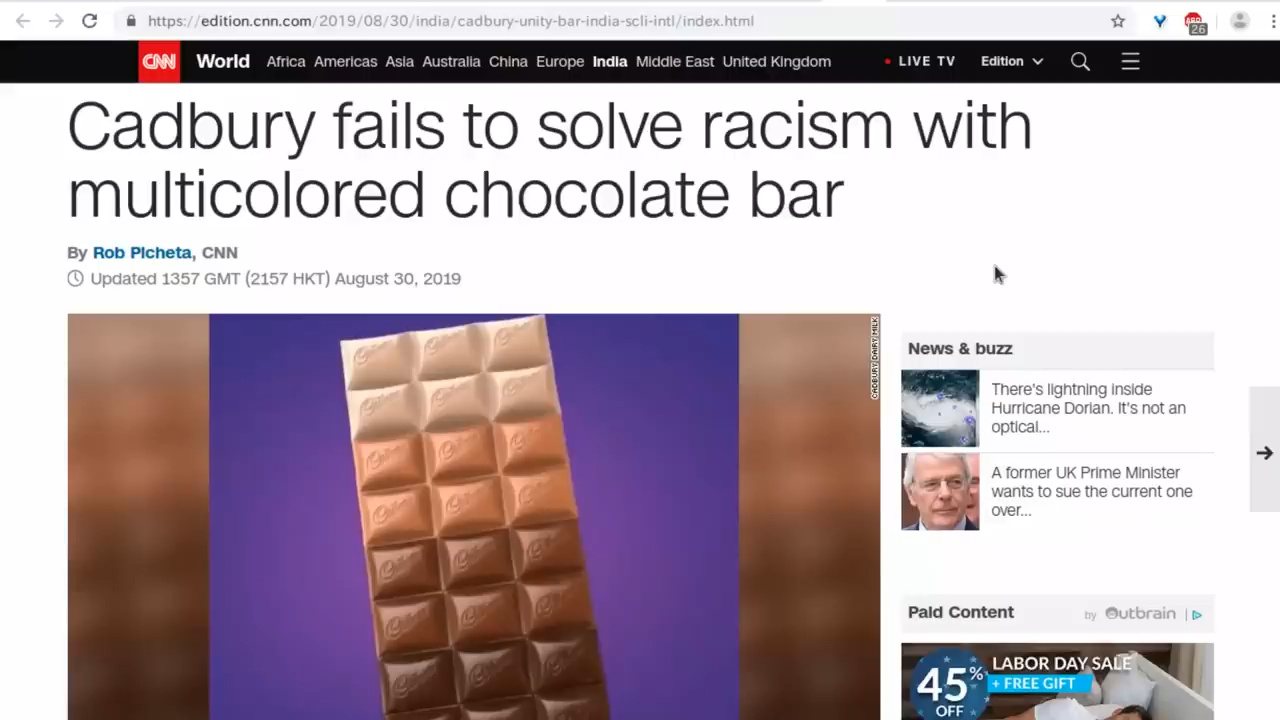 https://edition.cnn.com/2019/08/30/india/cadbury-unity-bar-india-scli-intl/index.html
ABP
26
CNN World Africa Americas Asia Australia China Europe India Middle East United Kingdom LIVE TV Edition
Cadbury fails to solve racism with
multicolored chocolate bar
By Rob Picheta, CNN
Updated 1357 GMT (2157 HKT) August 30, 2019
CADBURY DAIRY MILK
News & buzz
There's lightning inside
Hurricane Dorian. It's not an
optical...
A former UK Prime Minister
wants to sue the current one
over...
Paid Content by Outbrain
45% OFF
LABOR DAY SALE
+ FREE GIFT